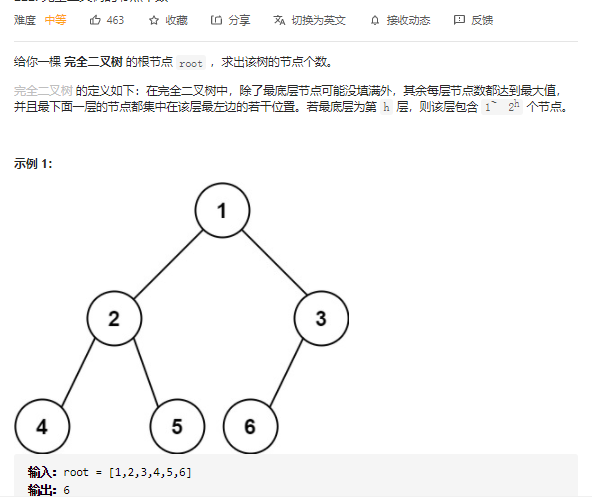 难度 中等 463 收藏 分享 切换为英文 接收动态 反馈
给你一棵 完全二叉树 的根节点 root ，求出该树的节点个数。
完全二叉树 的定义如下：在完全二叉树中，除了最底层节点可能没填满外，其余每层节点数都达到最大值，
并且最下面一层的节点都集中在该层最左边的若干位置。若最底层为第 h 层，则该层包含 1~ 2^h 个节点。
示例 1：
1
2 3
4 5 6
输入：root = [1,2,3,4,5,6]
输出：6